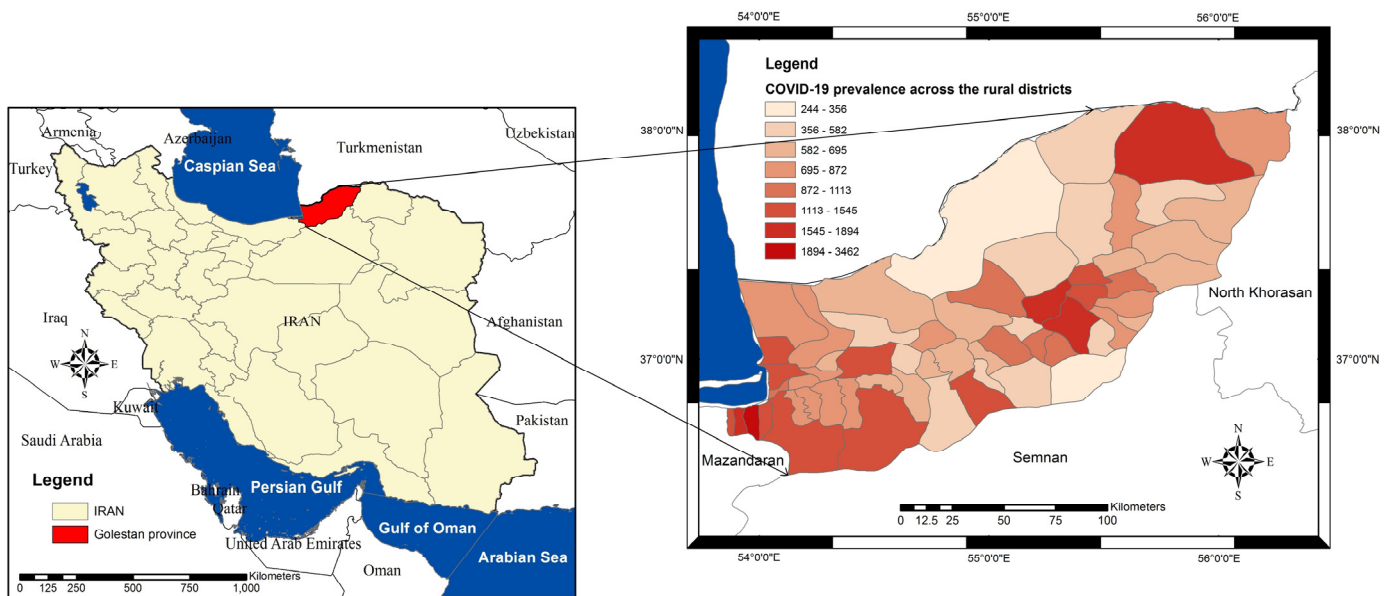 Armenia
Azerbaijan
Uzbekistan
Turkey
Caspian Sea
Turkmenistan
Iraq
IRAN
Afghanistan
N
W E
S
Kuwait
Pakistan
Saudi Arabia
Legend
IRAN
Golestan province
Bahrain
Qatar
Persian Gulf
Gulf of Oman
United Arab Emirates
Oman
Arabian Sea
0 125 250 500 750 1,000 Kilometers
54°0'0"E 55°0'0"E 56°0'0"E
Legend
COVID-19 prevalence across the rural districts
244 - 356
356 - 582
582 - 695
695 - 872
872 - 1113
1113 - 1545
1545 - 1894
1894 - 3462
38°0'0"N 38°0'0"N
North Khorasan
37°0'0"N 37°0'0"N
Mazandaran
Semnan
N
W E
S
0 12.5 25 50 75 100 Kilometers
54°0'0"E 55°0'0"E 56°0'0"E